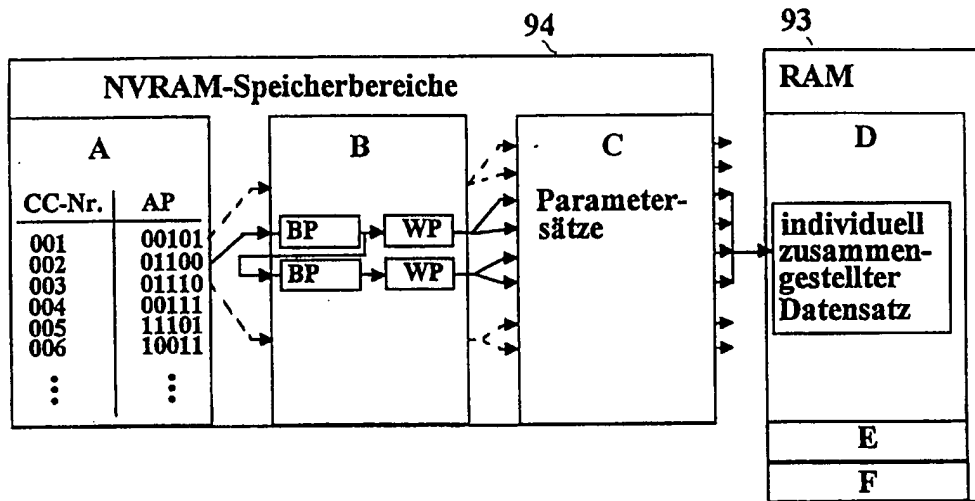 94
93
NVRAM-Speicherbereiche
RAM
A
B
C
D
CC-Nr. AP
001 00101
002 01100
003 01110
004 00111
005 11101
006 10011
BP WP
BP WP
Parameter-
sätze
individuell
zusammen-
gestellter
Datensatz
E
F